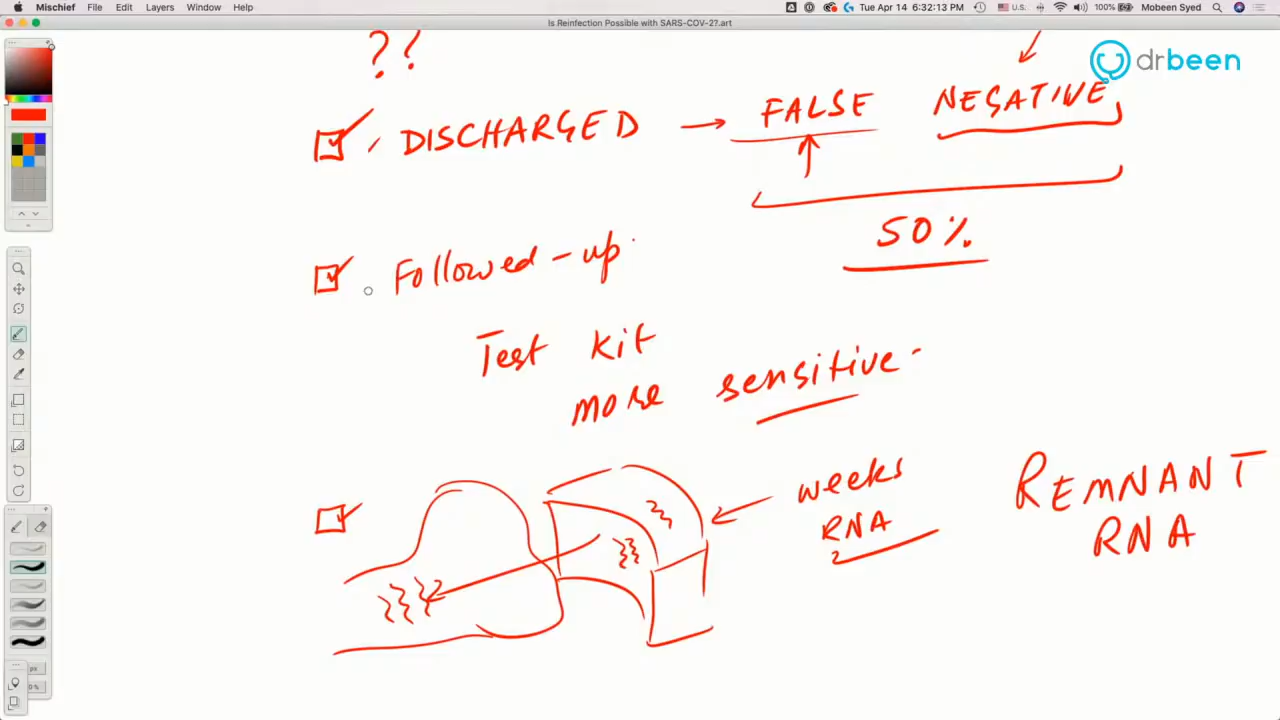 Mischief File Edit Layers Window Help Tue Apr 14 6:32:13 PM U.S. 100% Mobeen Syed
Is Reinfection Possible with SARS-COV-2?.art
drbeen
??
DISCHARGED → FALSE NEGATIVE
50%
Followed-up
Test kit
more sensitive
weeks
RNA
REMNANT
RNA
px
0%